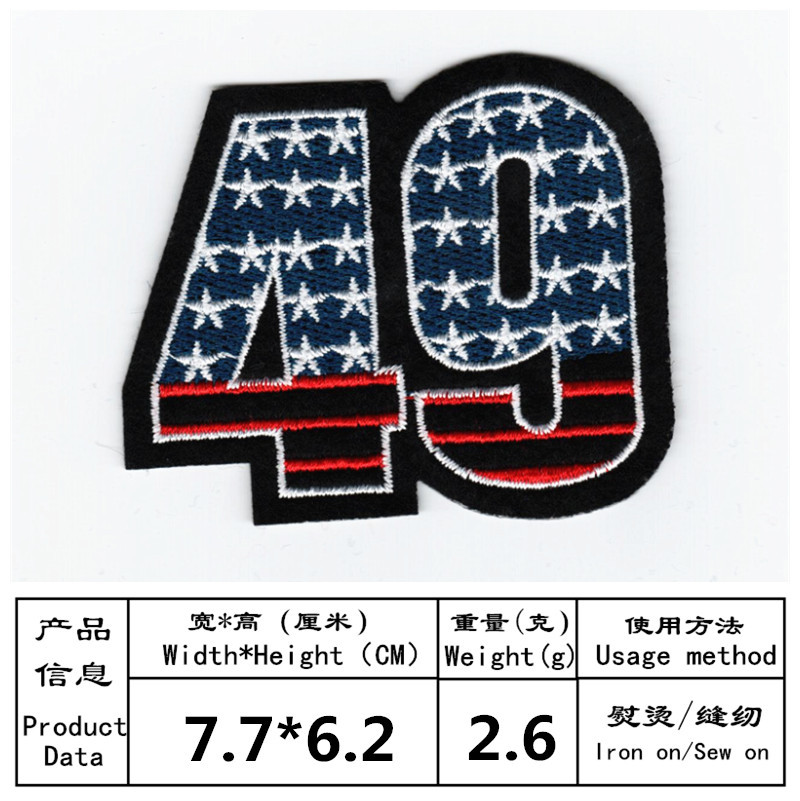 49
产品
信息
Product
Data
宽*高 (厘米)
Width*Height (CM)
重量(克)
Weight(g)
使用方法
Usage method
7.7*6.2
2.6
熨烫/缝纫
Iron on/Sew on